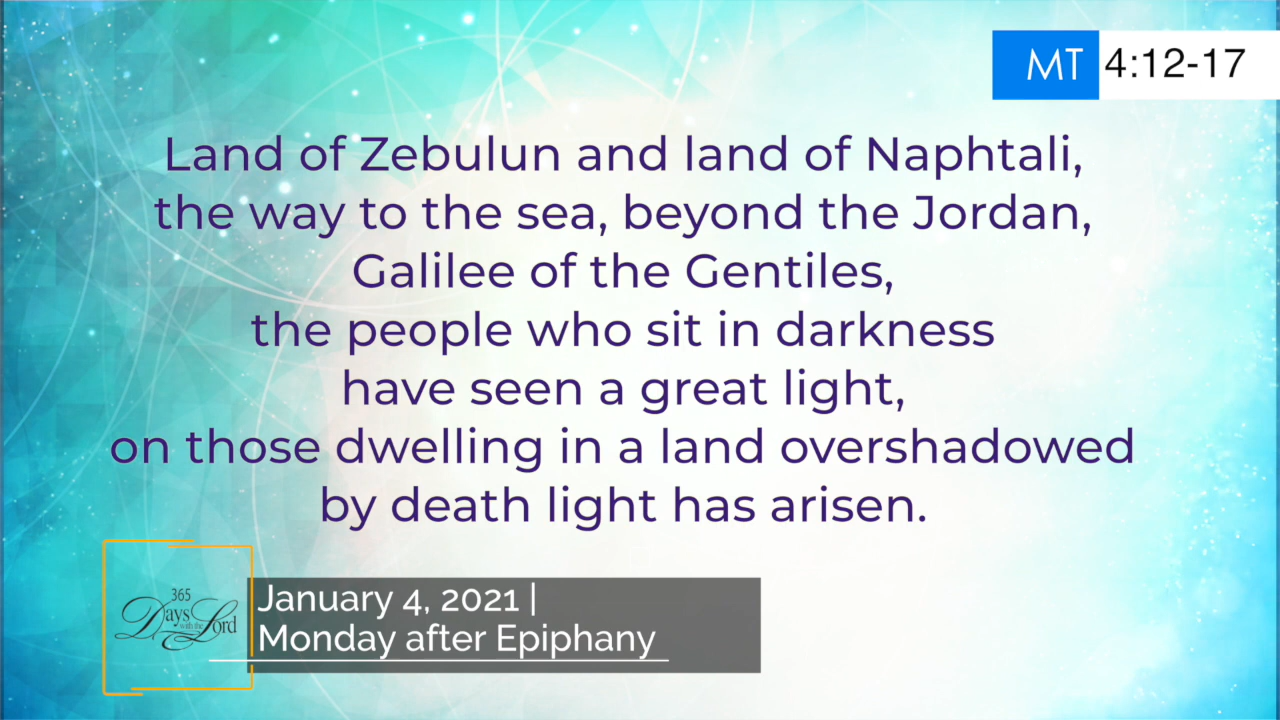 MT 4:12-17
Land of Zebulun and land of Naphtali,
the way to the sea, beyond the Jordan,
Galilee of the Gentiles,
the people who sit in darkness
have seen a great light,
on those dwelling in a land overshadowed
by death light has arisen.
365
Days with the Lord
January 4, 2021 |
Monday after Epiphany